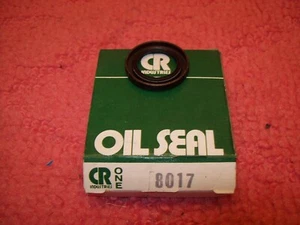 CR
INDUSTRIES
OIL SEAL
CR
INDUSTRIES
ONE
8017